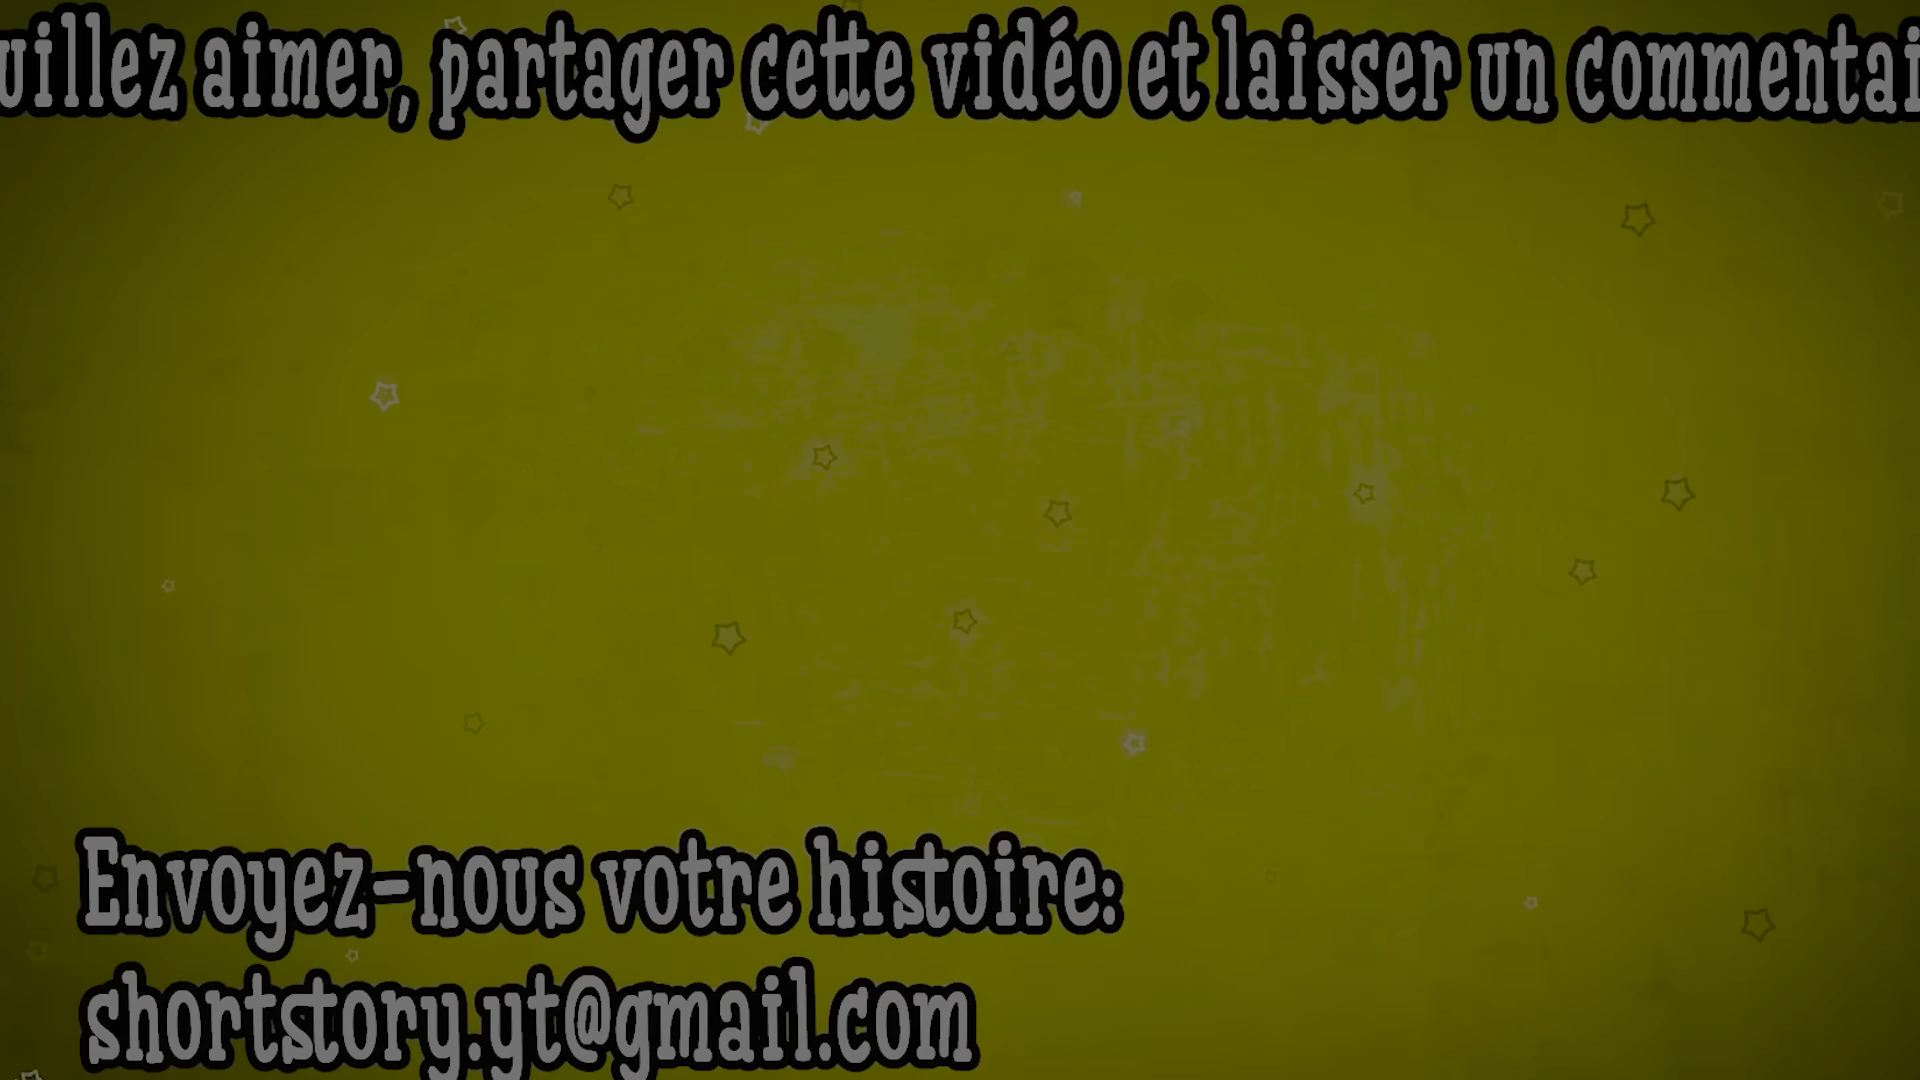 uillez aimer, partager cette vidéo et laisser un commentai
Envoyez-nous votre histoire:
shortstory.yt@gmail.com